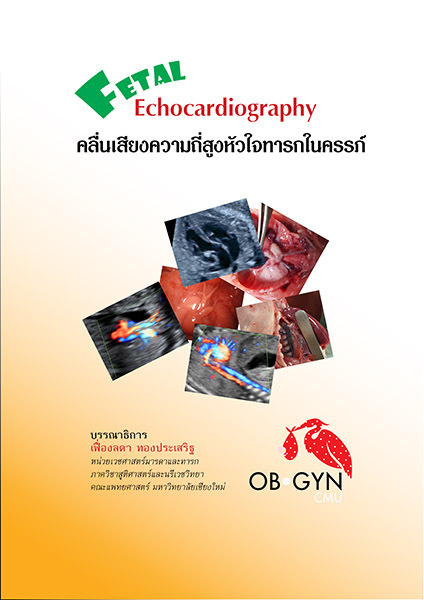 FETAL
Echocardiography
คลื่นเสียงความถี่สูงหัวใจทารกในครรภ์
บรรณาธิการ
เฟื่องลดา ทองประเสริฐ
หน่วยเวชศาสตร์มารดาและทารก
ภาควิชาสูติศาสตร์และนรีเวชวิทยา
คณะแพทยศาสตร์ มหาวิทยาลัยเชียงใหม่
OB•GYN
CMU